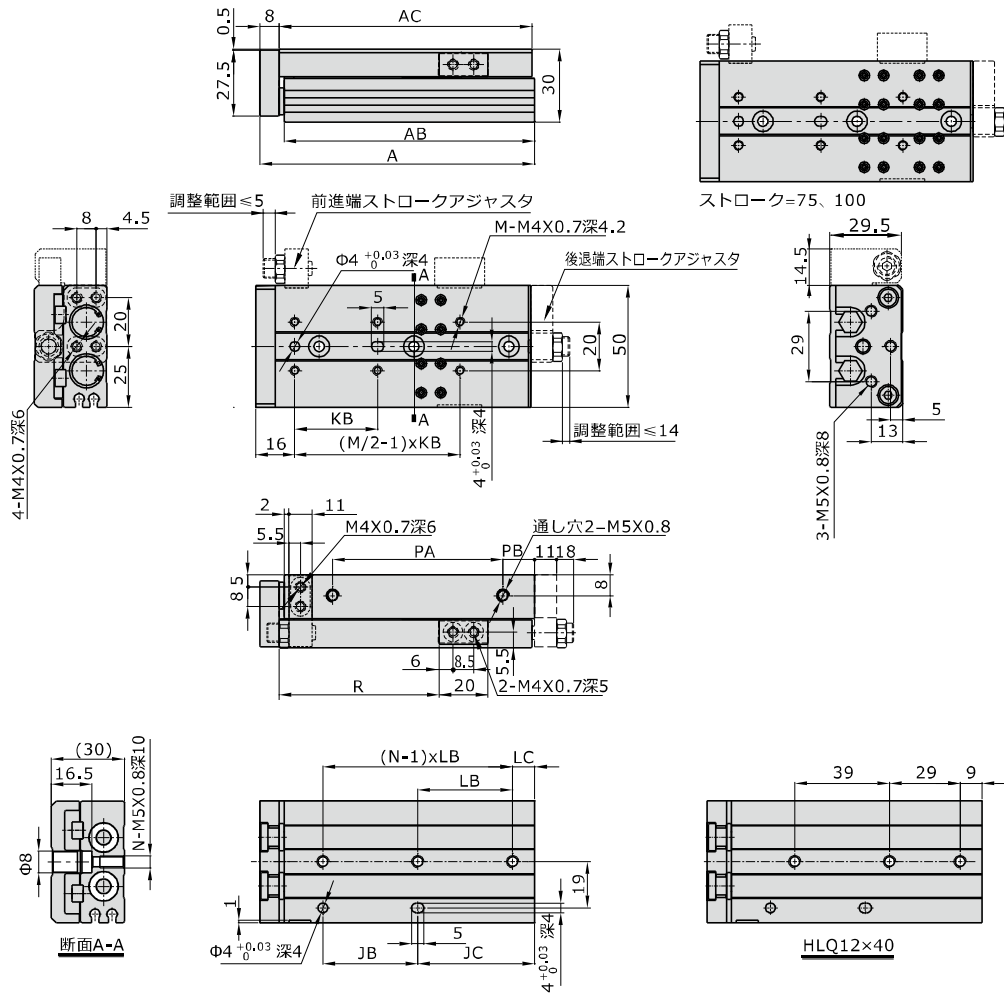 8
AC
0.5
27.5
30
AB
A
ストローク=75、100
調整範囲≤5
前進端ストロークアジャスタ
M-M4X0.7深4.2
後退端ストロークアジャスタ
8
4.5
20
25
4-M4X0.7深6
Φ4 +0.03 0 深4
A
5
20
50
KB
A
16
(M/2-1)xKB
4 +0.03 0 深4
調整範囲≤14
29.5
14.5
29
5
13
3-M5X0.8深8
2
11
M4X0.7深6
通し穴2-M5X0.8
5.5
PA
PB
11
18
8
5
8
6
8.5
5.5
R
20
2-M4X0.7深5
(30)
16.5
N-M5X0.8深10
Φ8
断面A-A
(N-1)xLB
LC
LB
19
1
Φ4 +0.03 0 深4
5
4 +0.03 0 深4
JB
JC
39
29
9
HLQ12×40